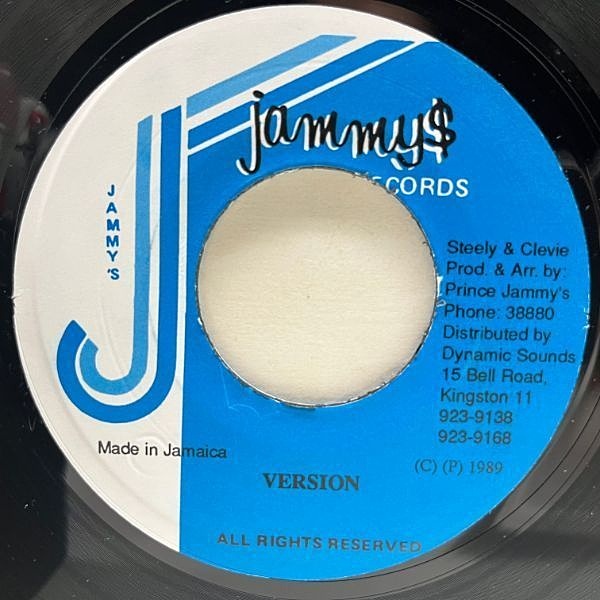 jammy$
RECORDS
JAMMY'S
Steely & Clevie
Prod. & Arr. by:
Prince Jammy's
Phone: 38880
Distributed by
Dynamic Sounds
15 Bell Road,
Kingston 11
923-9138
923-9168
Made in Jamaica
(C) (P) 1989
VERSION
ALL RIGHTS RESERVED